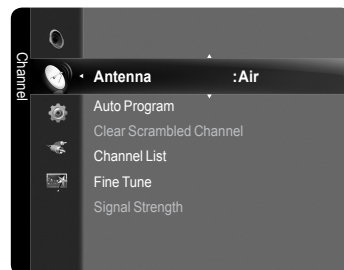 Channel
Antenna :Air
Auto Program
Clear Scrambled Channel
Channel List
Fine Tune
Signal Strength